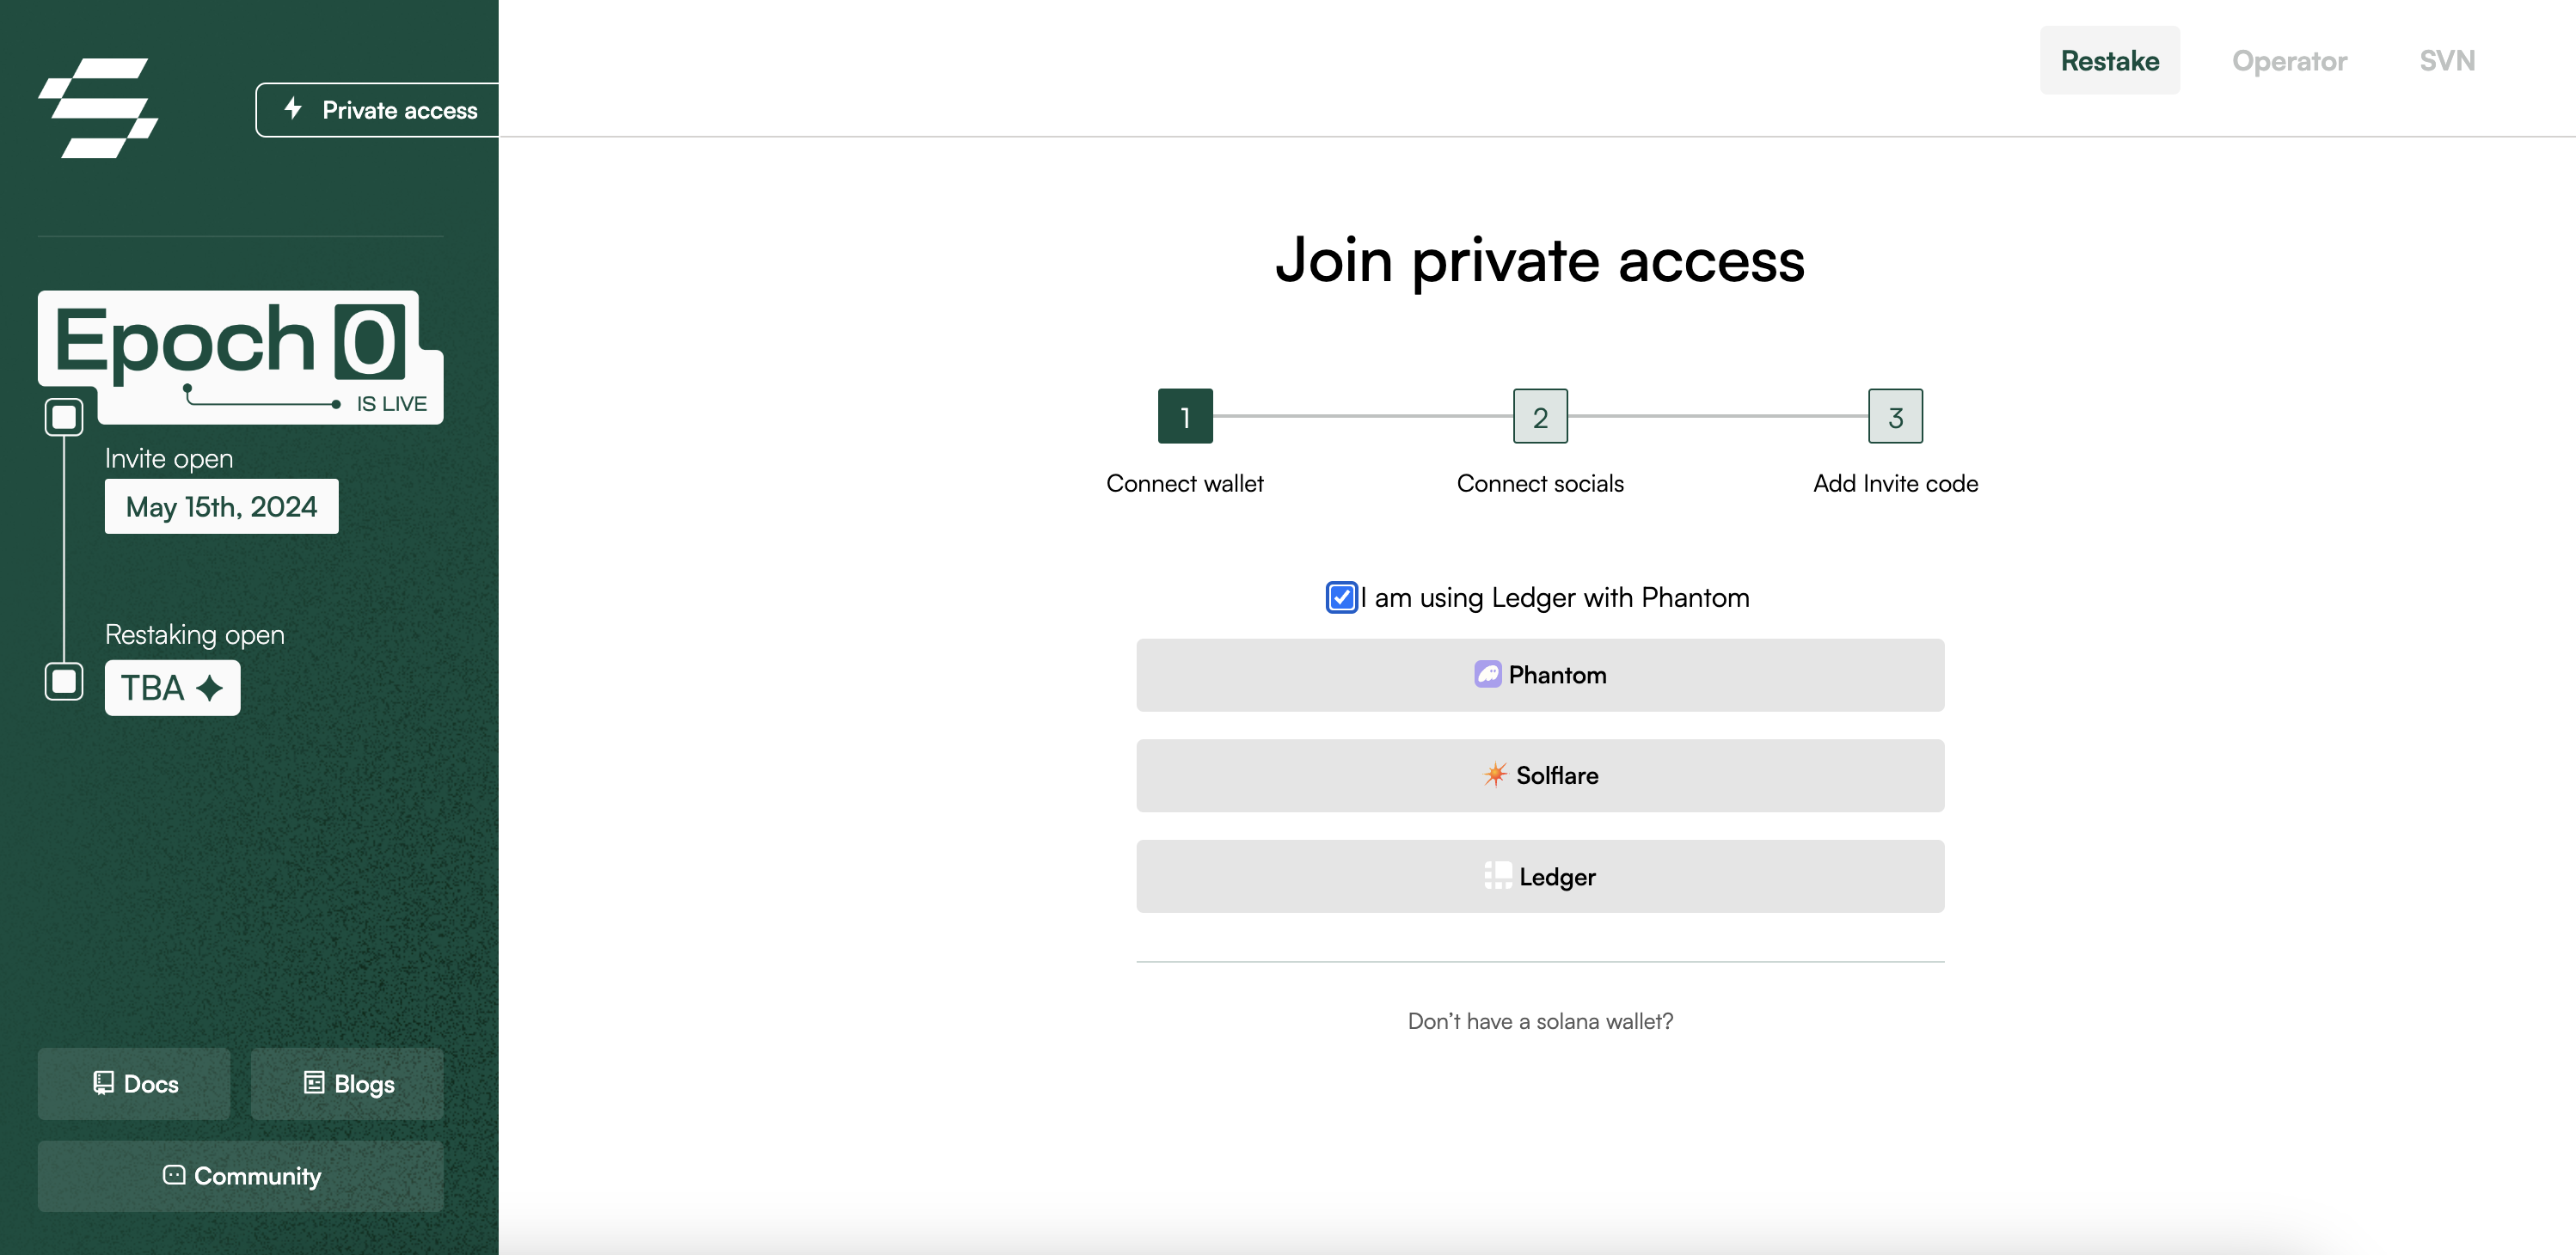 Private access
Epoch 0
IS LIVE
Invite open
May 15th, 2024
Restaking open
TBA
Docs
Blogs
Community
Restake
Operator
SVN
Join private access
1
2
3
Connect wallet
Connect socials
Add Invite code
I am using Ledger with Phantom
Phantom
Solflare
Ledger
Don’t have a solana wallet?